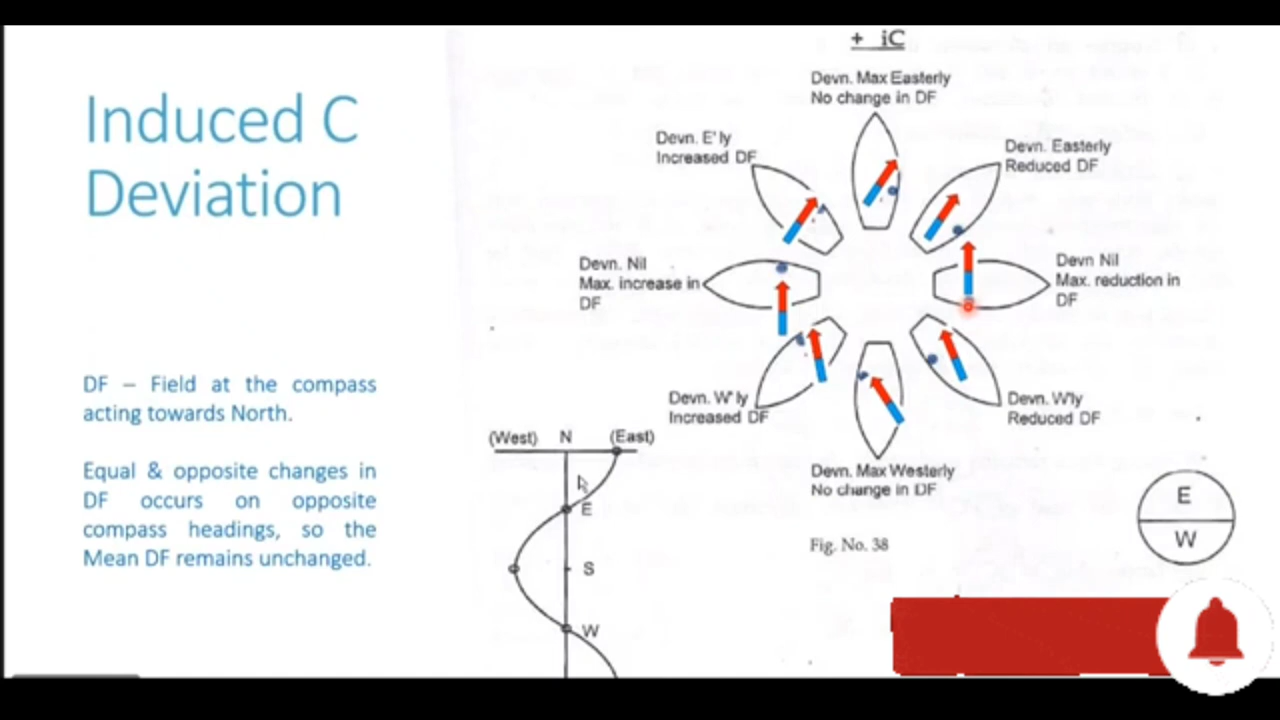 Induced C
Deviation
DF – Field at the compass
acting towards North.
Equal & opposite changes in
DF occurs on opposite
compass headings, so the
Mean DF remains unchanged.
+ iC
Devn. Max Easterly
No change in DF
Devn. E'ly
Increased DF
Devn. Easterly
Reduced DF
Devn. Nil
Max. increase in
DF
Devn Nil
Max. reduction in
DF
Devn. W'ly
Increased DF
Devn. W'ly
Reduced DF
Devn. Max Westerly
No change in DF
Fig. No. 38
(West) N (East)
E
S
W
E
W